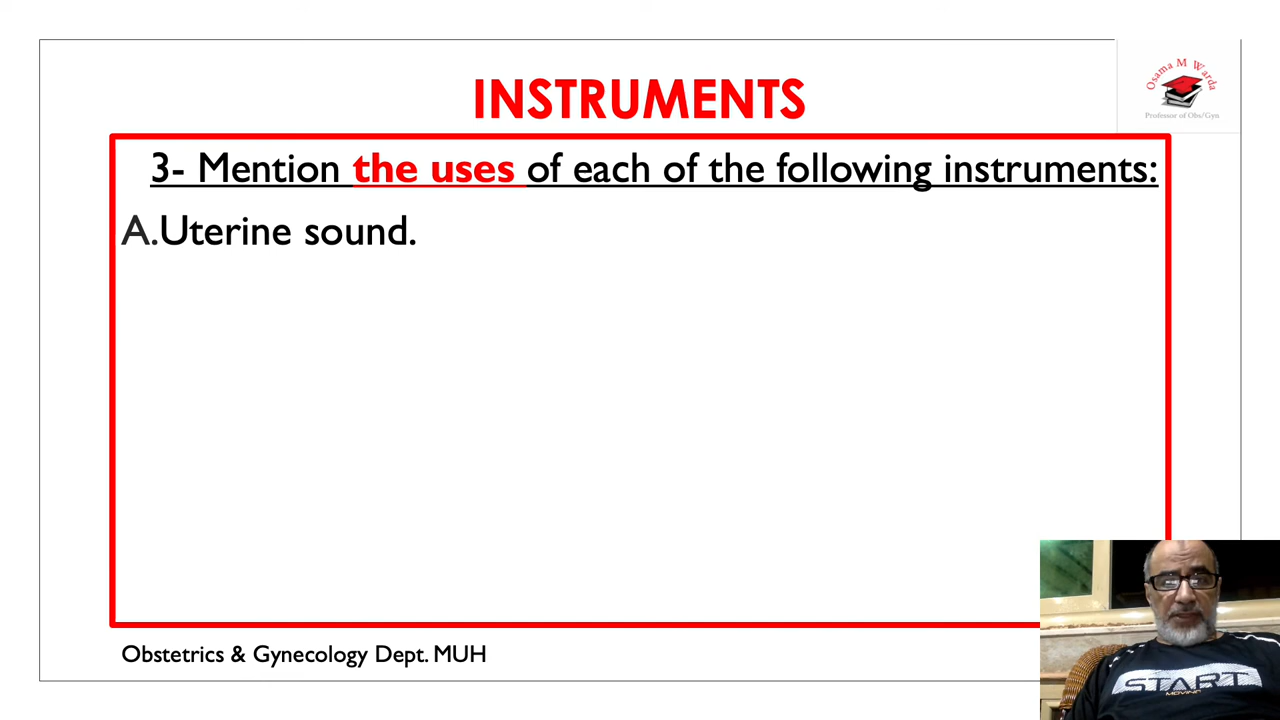 INSTRUMENTS
Osama M Warda
Professor of Obs/Gyn
3- Mention the uses of each of the following instruments:
A.Uterine sound.
Obstetrics & Gynecology Dept. MUH
START
MOVING